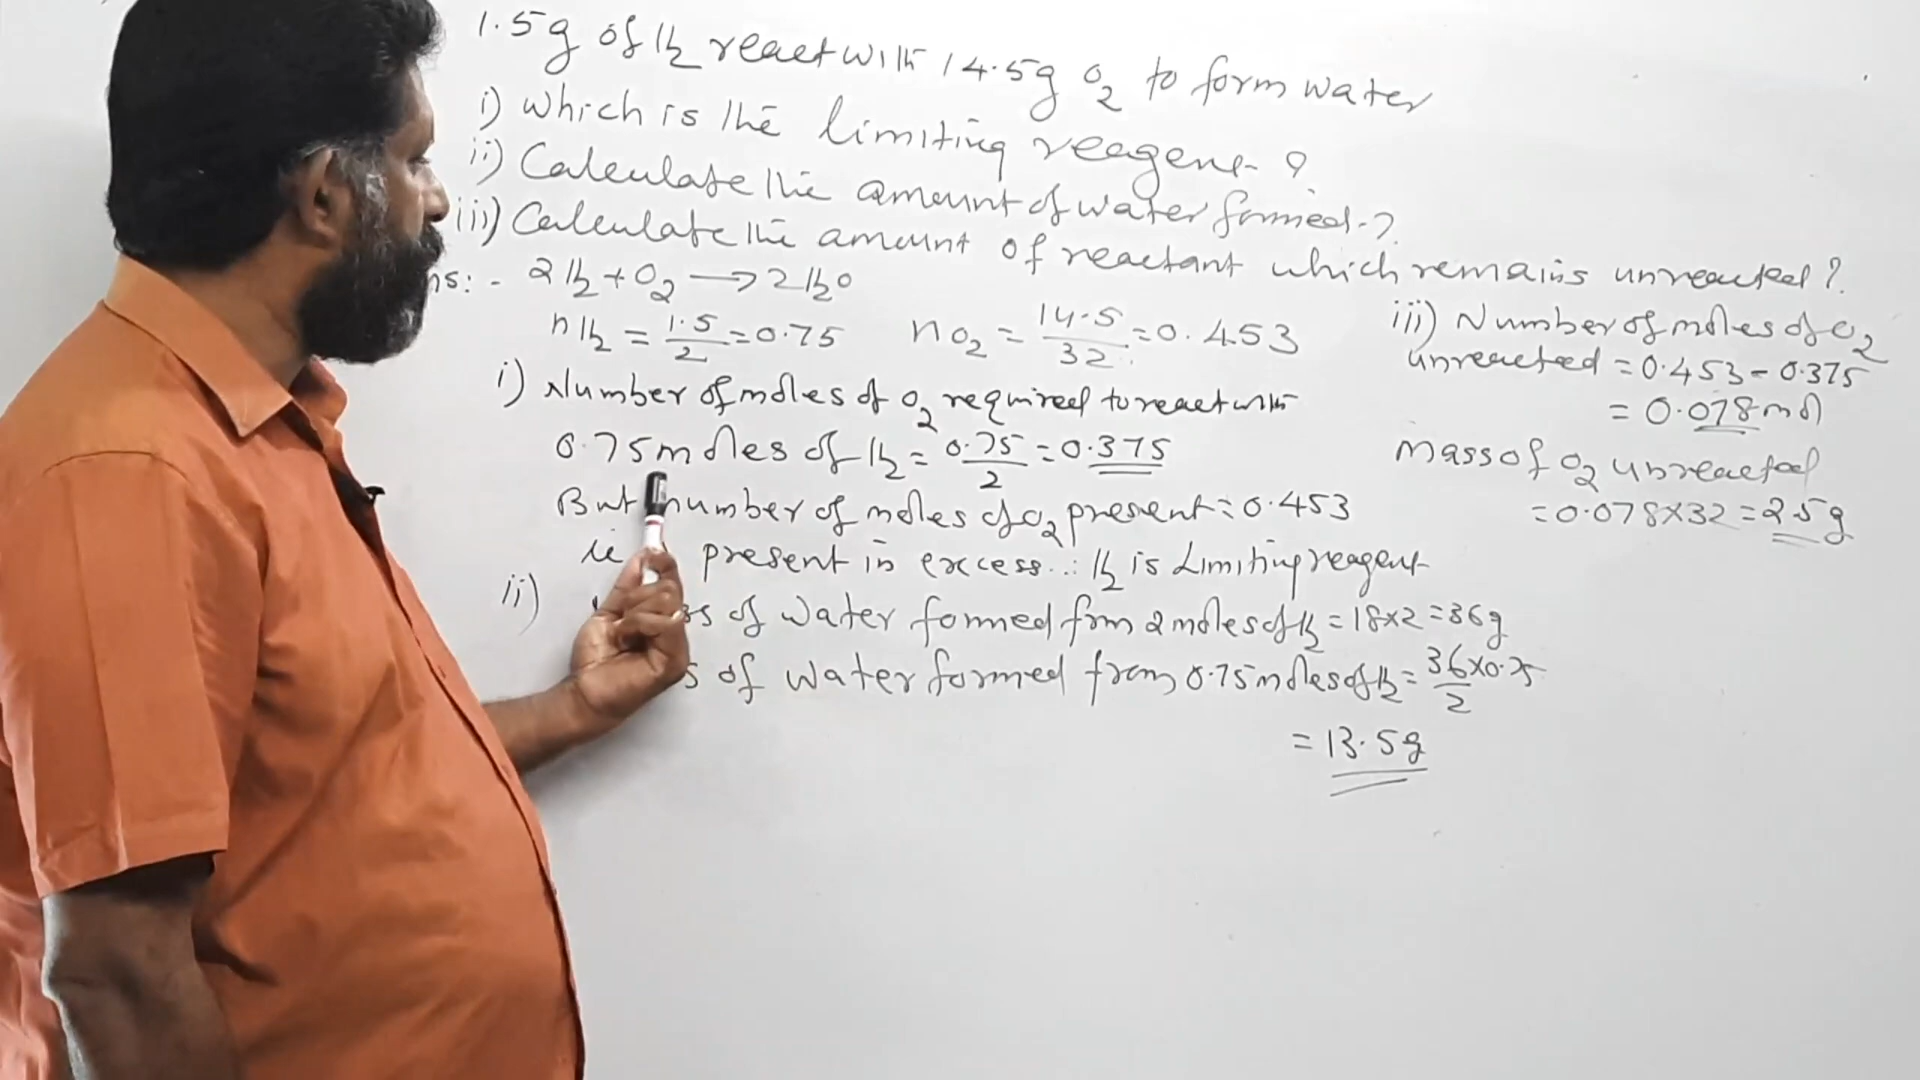 1.5g of H2 react with 14.5g O2 to form water
i) Which is the limiting reagent ?
ii) Calculate the amount of water formed ?
iii) Calculate the amount of reactant which remains unreacted ?
ns: - 2H2 + O2 → 2H2O
nH2 = 1.5/2 = 0.75 nO2 = 14.5/32 = 0.453
i) Number of moles of O2 required to react with
0.75 moles of H2 = 0.75/2 = 0.375
But number of moles of O2 present = 0.453
ie present in excess ∴ H2 is Limiting reagent
ii) of water formed from 2 moles of H2 = 18×2 = 36g
of water formed from 0.75 moles of H2 = 36×0.75/2
= 13.5g
iii) Number of moles of O2
unreacted = 0.453 - 0.375
= 0.078 mol
Mass of O2 unreacted
= 0.078×32 = 2.5g